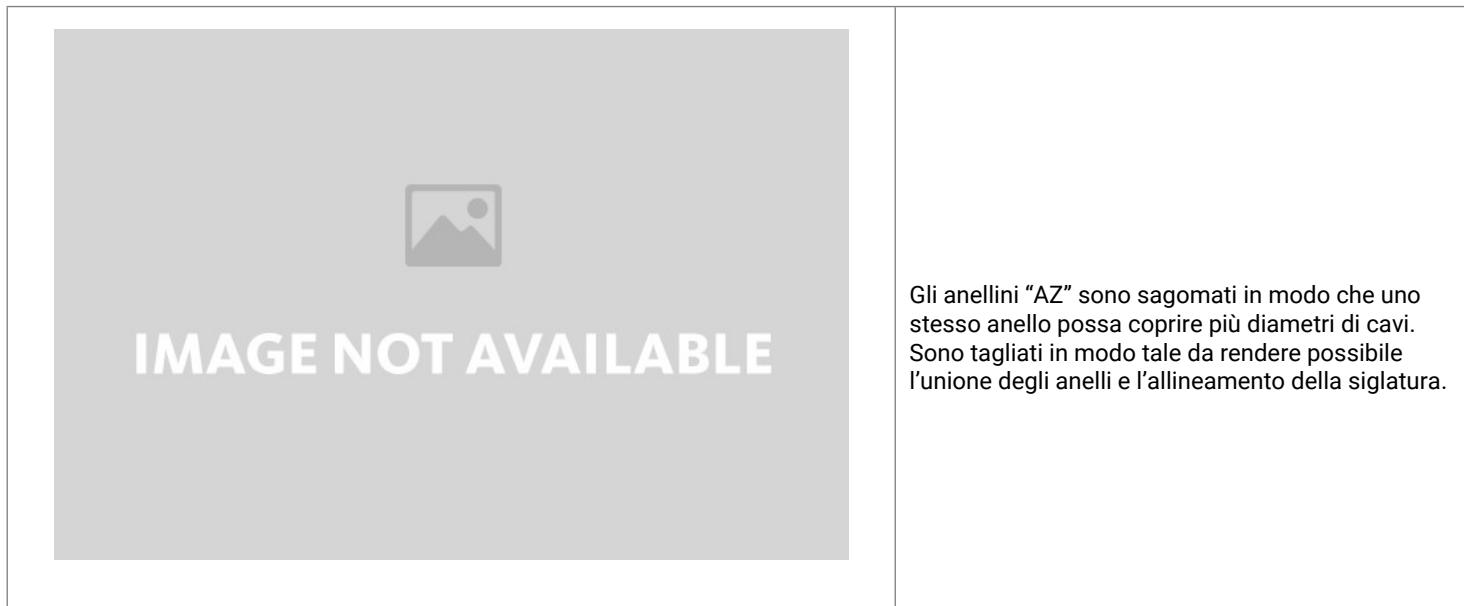 IMAGE NOT AVAILABLE
Gli anellini “AZ” sono sagomati in modo che uno
stesso anello possa coprire più diametri di cavi.
Sono tagliati in modo tale da rendere possibile
l’unione degli anelli e l’allineamento della siglatura.